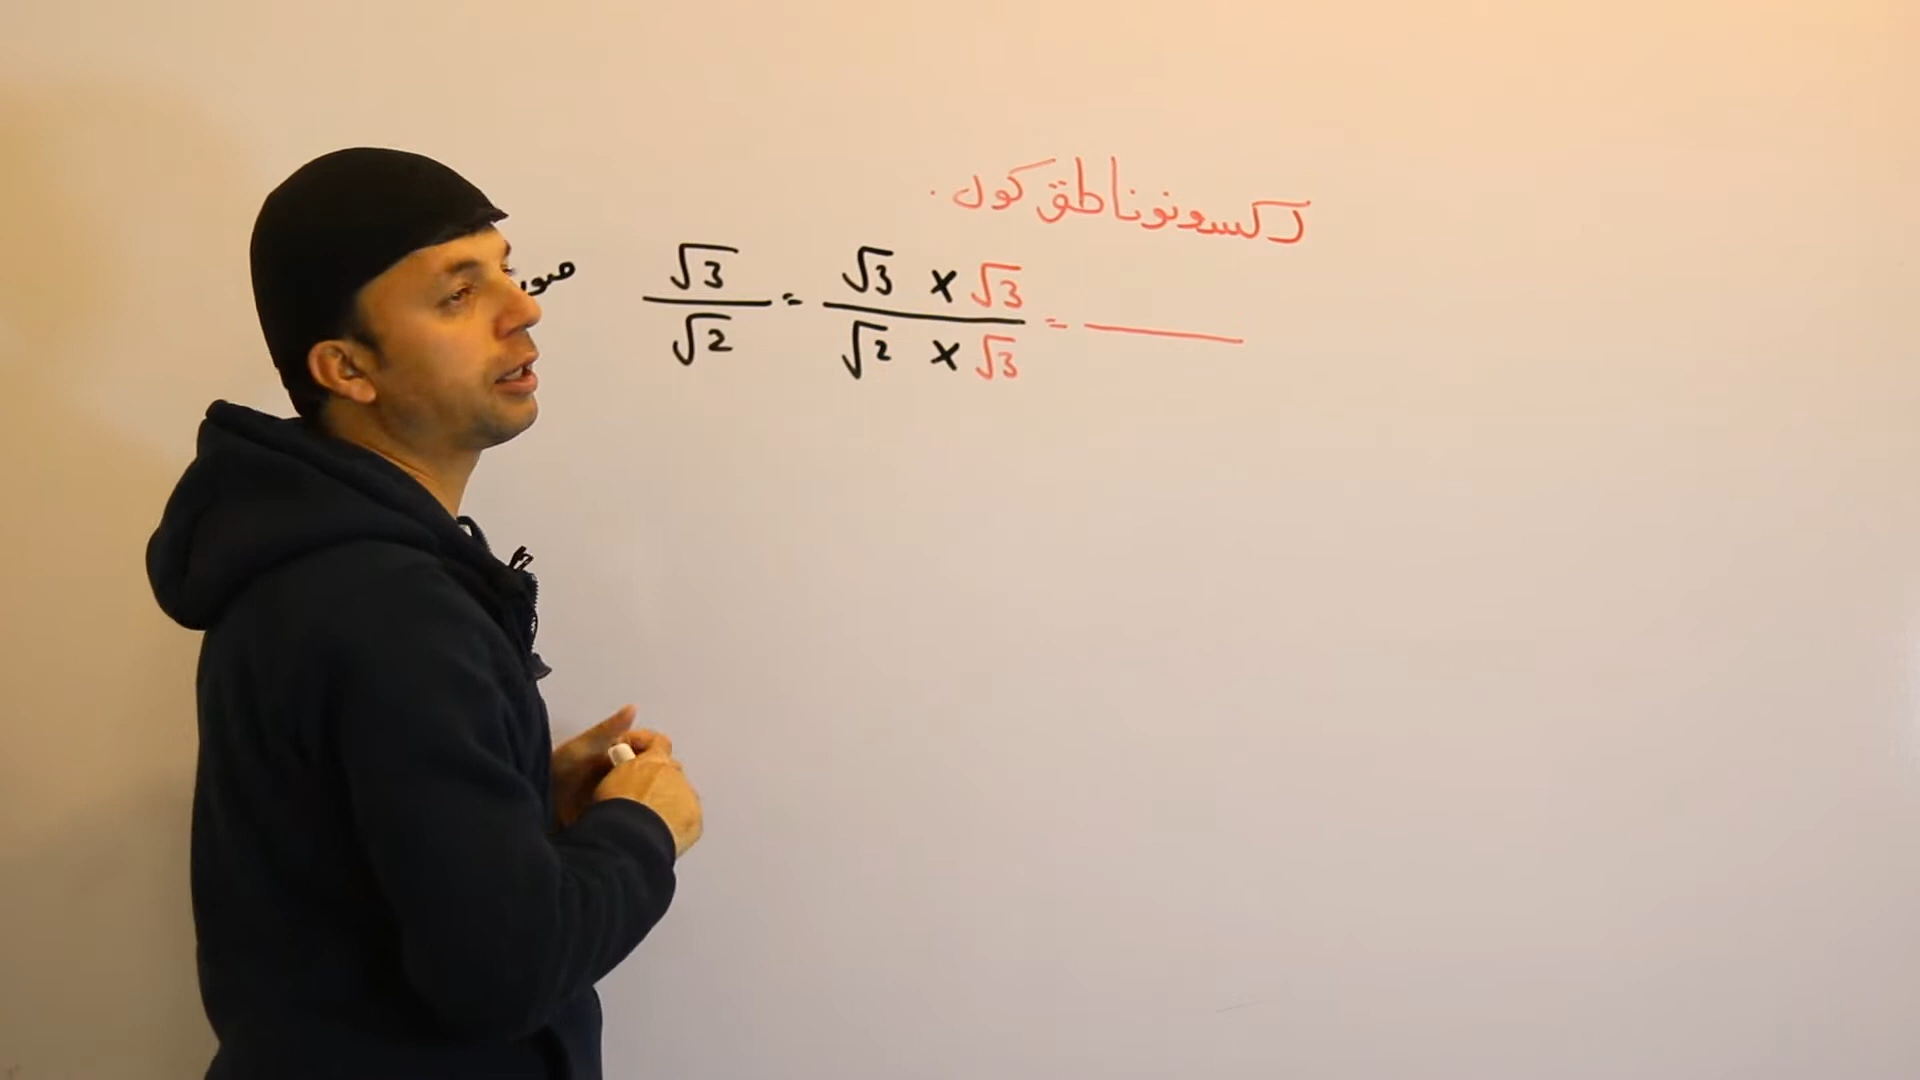 د کسرونو ناطق کول .
√3 / √2 = √3 × √3 / √2 × √3 =